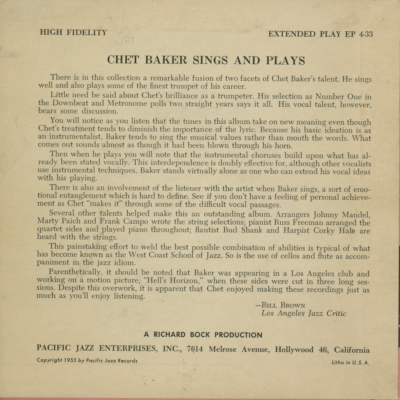 HIGH FIDELITY
EXTENDED PLAY EP 4-33
CHET BAKER SINGS AND PLAYS
There is in this collection a remarkable fusion of two facets of Chet Baker's talent. He sings
well and also plays some of the finest trumpet of his career.
Little need be said about Chet's brilliance as a trumpeter. His selection as Number One in
the Downbeat and Metronome polls two straight years says it all. His vocal talent, however,
bears some discussion.
You will notice as you listen that the tunes in this album take on new meaning even though
Chet's treatment tends to diminish the importance of the lyric. Because his basic ideation is as
an instrumentalist, Baker tends to sing the musical values rather than the words. What
comes out sounds almost as though it had been blown through his horn.
Then when he plays you will note that the instrumental choruses build upon what has al-
ready been stated vocally. This interdependence is doubly effective for, although other vocalists
use instrumental techniques, Baker stands virtually alone as one who can extend his vocal ideas
with his playing.
There is also an involvement of the listener with the artist when Baker sings, a sort of emo-
tional entanglement which is hard to define. See if you don't have a feeling of personal achieve-
ment as Chet "makes it" through some of the difficult vocal passages.
Several other talents help make this an outstanding album. Arrangers Johnny Mandel,
Marty Paich and Frank Campo wrote the string selections; pianist Russ Freeman arranged the
quartet sides and played piano throughout; flautist Bud Shank and Harpist Corky Hale are
heard with the strings.
This painstaking effort to weld the best possible combination of abilities is typical of what
has become known as the West Coast School of Jazz. So is the use of cellos and flute as accom-
paniment in the jazz idiom.
Parenthetically, it should be noted that Baker was appearing in a Los Angeles club and
working on a motion picture, "Hell's Horizon," when these sides were cut in three long ses-
sions. Despite this overwork, it is apparent that Chet enjoyed making these recordings just as
much as you'll enjoy listening.
—BILL BROWN
Los Angeles Jazz Critic
A RICHARD BOCK PRODUCTION
PACIFIC JAZZ ENTERPRISES, INC., 7614 Melrose Avenue, Hollywood 46, California
Copyright 1955 by Pacific Jazz Records
Litho in U.S.A.